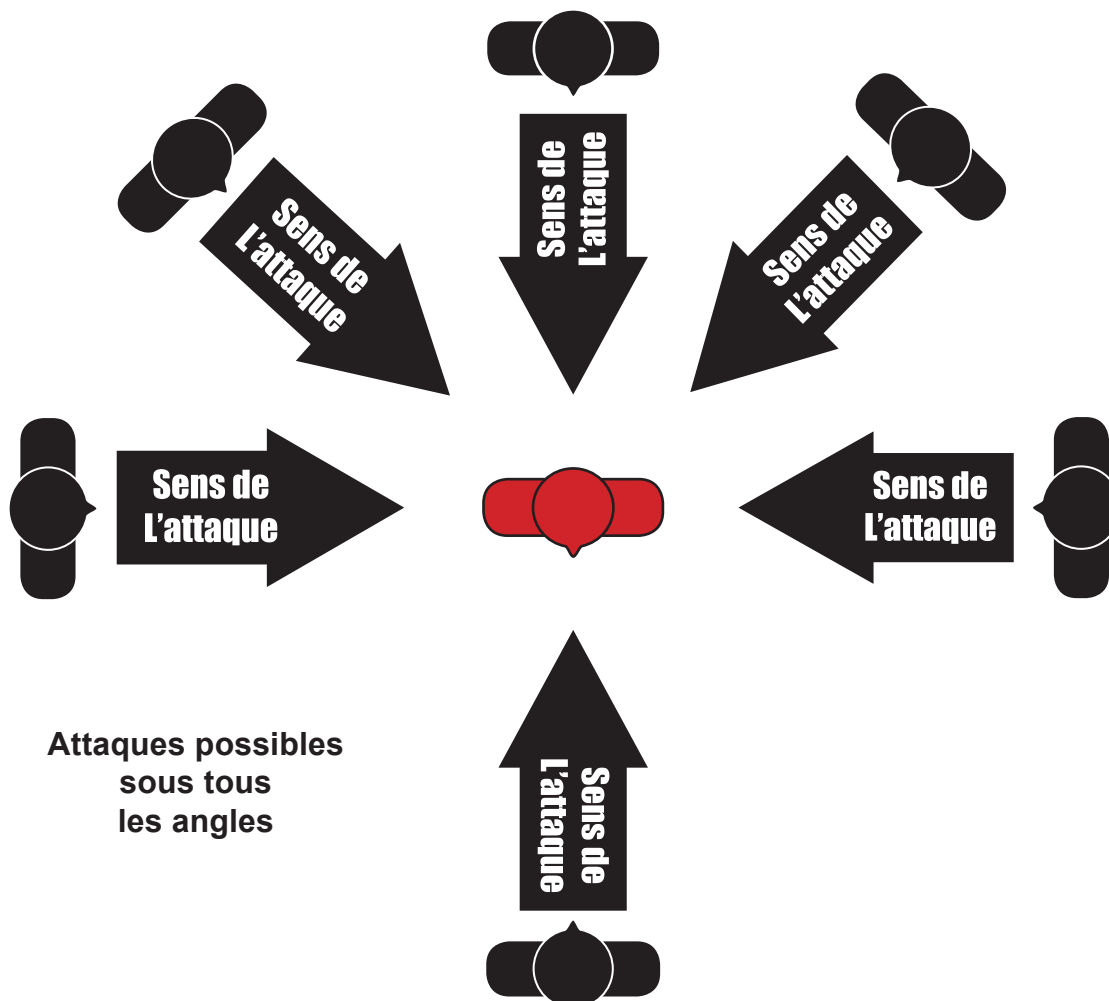 Sens de
L'attaque
Sens de
L'attaque
Sens de
L'attaque
Sens de
L'attaque
Sens de
L'attaque
Sens de
L'attaque
Attaques possibles
sous tous
les angles